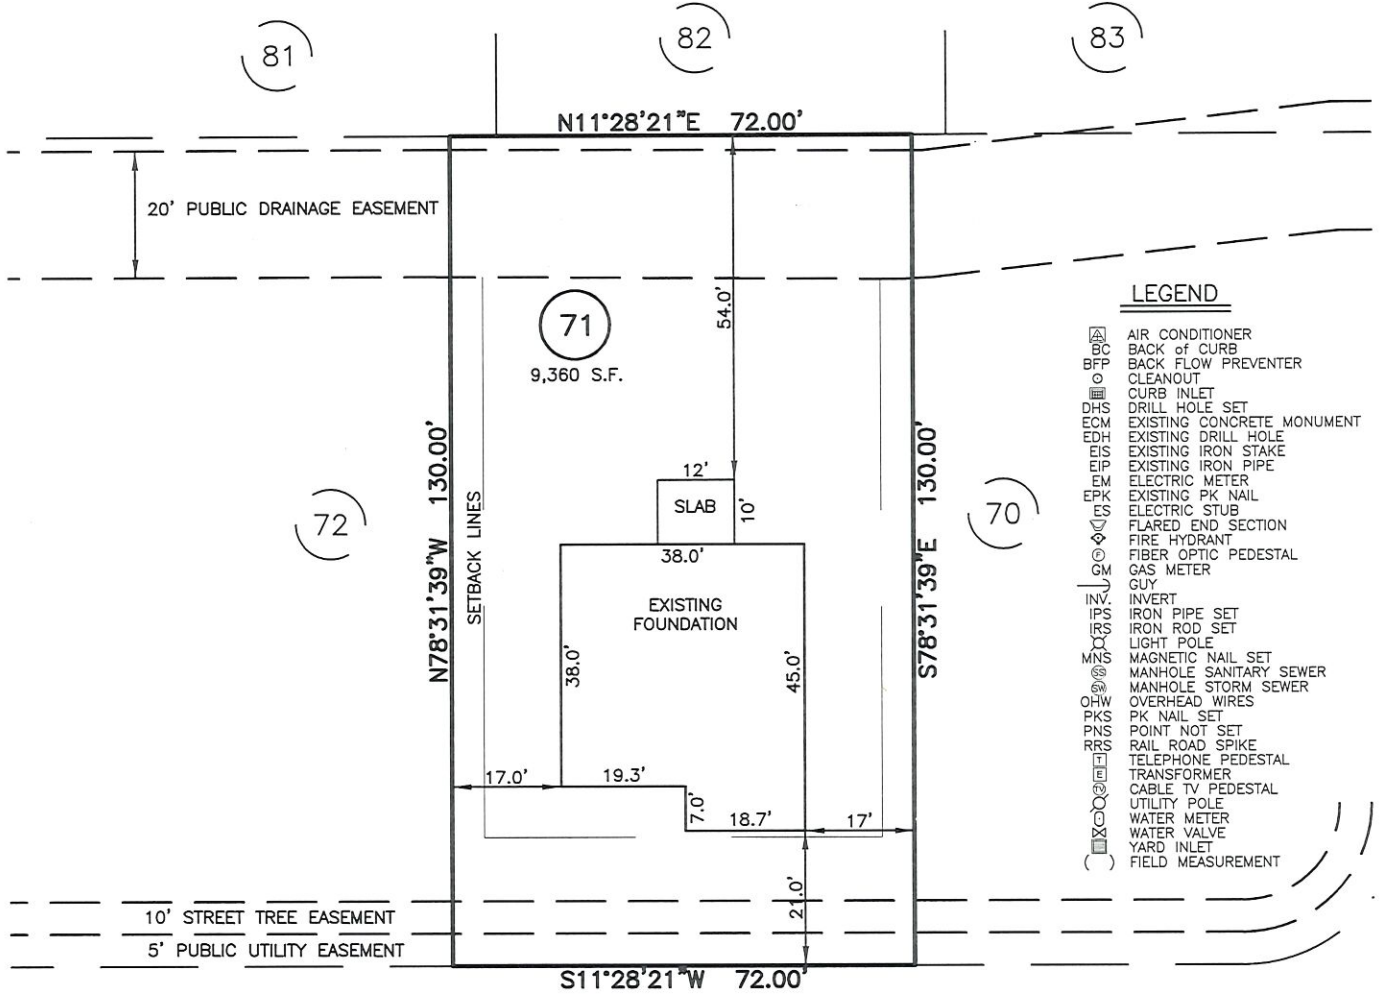 81
82
83
N11°28'21"E 72.00'
20' PUBLIC DRAINAGE EASEMENT
54.0'
71
9,360 S.F.
N78°31'39"W 130.00'
SETBACK LINES
S78°31'39"E 130.00'
72
70
12'
SLAB
10'
38.0'
EXISTING
FOUNDATION
38.0'
45.0'
17.0'
19.3'
7.0'
18.7'
17'
21.0'
10' STREET TREE EASEMENT
5' PUBLIC UTILITY EASEMENT
S11°28'21"W 72.00'
LEGEND
A AIR CONDITIONER
BC BACK of CURB
BFP BACK FLOW PREVENTER
CLEANOUT
CURB INLET
DHS DRILL HOLE SET
ECM EXISTING CONCRETE MONUMENT
EDH EXISTING DRILL HOLE
EIS EXISTING IRON STAKE
EIP EXISTING IRON PIPE
EM ELECTRIC METER
EPK EXISTING PK NAIL
ES ELECTRIC STUB
FLARED END SECTION
FIRE HYDRANT
F FIBER OPTIC PEDESTAL
GM GAS METER
GUY
INV. INVERT
IPS IRON PIPE SET
IRS IRON ROD SET
LIGHT POLE
MNS MAGNETIC NAIL SET
SS MANHOLE SANITARY SEWER
SW MANHOLE STORM SEWER
OHW OVERHEAD WIRES
PKS PK NAIL SET
PNS POINT NOT SET
RRS RAIL ROAD SPIKE
T TELEPHONE PEDESTAL
E TRANSFORMER
TV CABLE TV PEDESTAL
UTILITY POLE
WATER METER
WATER VALVE
YARD INLET
( ) FIELD MEASUREMENT